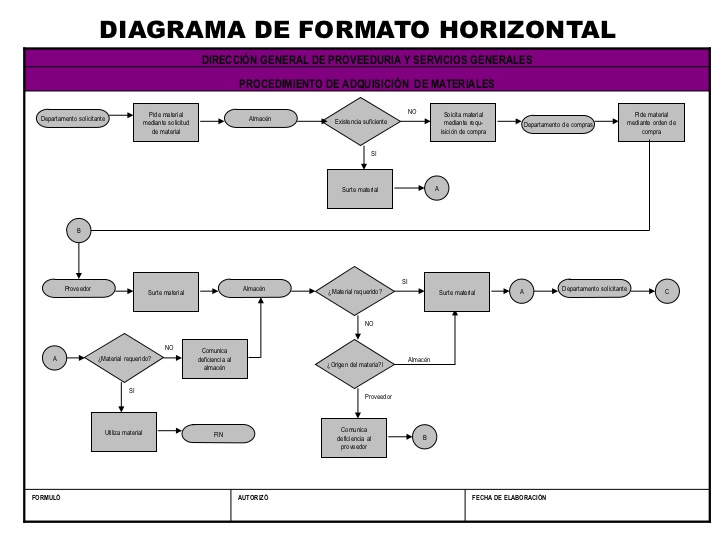 DIAGRAMA DE FORMATO HORIZONTAL
DIRECCIÓN GENERAL DE PROVEEDURIA Y SERVICIOS GENERALES
PROCEDIMIENTO DE ADQUISICIÓN DE MATERIALES
Departamento solicitante
Pide material
mediante solicitud
de material
Almacén
Existencia suficiente
NO
Solicita material
mediante requ-
isición de compra
Departamento de compras
Pide material
mediante orden de
compra
SI
Surte material
A
B
Proveedor
Surte material
Almacén
¿Material requerido?
SI
Surte material
A
Departamento solicitante
C
NO
A
¿Material requerido?
NO
Comunica
deficiencia al
almacén
¿Origen del material?
Almacén
SI
Proveedor
Utiliza material
FIN
Comunica
deficiencia al
proveedor
B
FORMULÓ
AUTORIZÓ
FECHA DE ELABORACIÓN